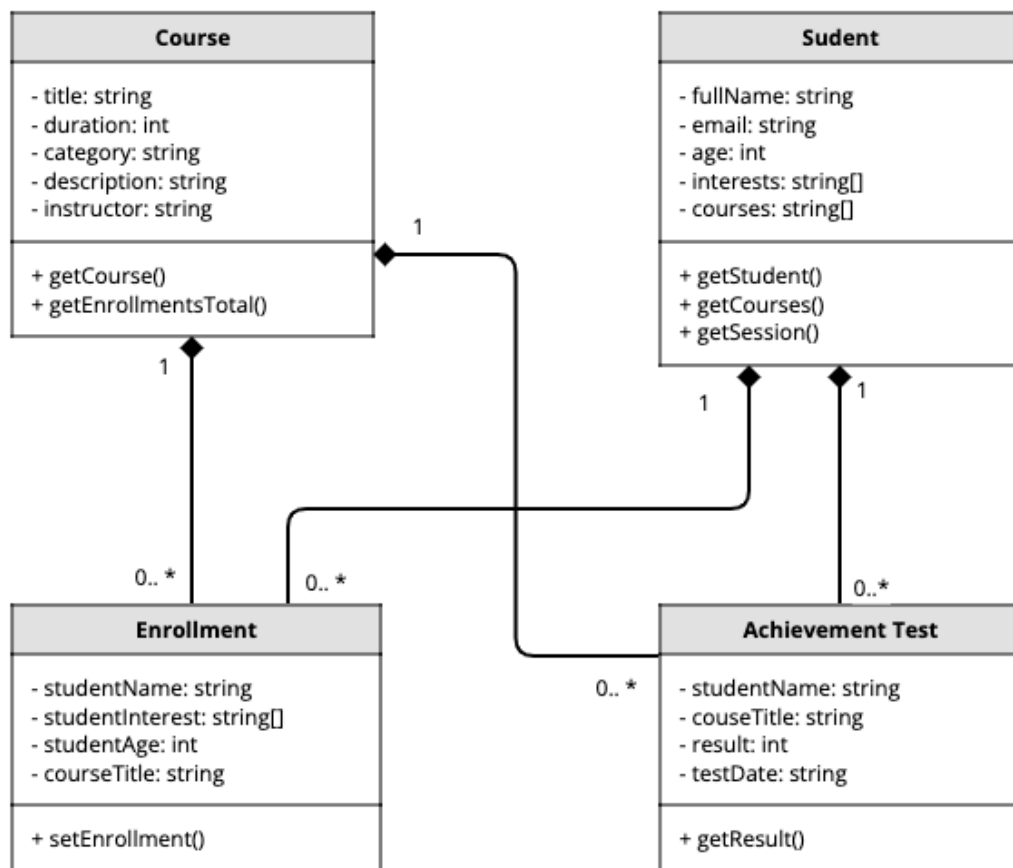 Course
- title: string
- duration: int
- category: string
- description: string
- instructor: string
+ getCourse()
+ getEnrollmentsTotal()
Sudent
- fullName: string
- email: string
- age: int
- interests: string[]
- courses: string[]
+ getStudent()
+ getCourses()
+ getSession()
1
1
1
1
0.. *
0.. *
0..*
0.. *
Enrollment
- studentName: string
- studentInterest: string[]
- studentAge: int
- courseTitle: string
+ setEnrollment()
Achievement Test
- studentName: string
- couseTitle: string
- result: int
- testDate: string
+ getResult()